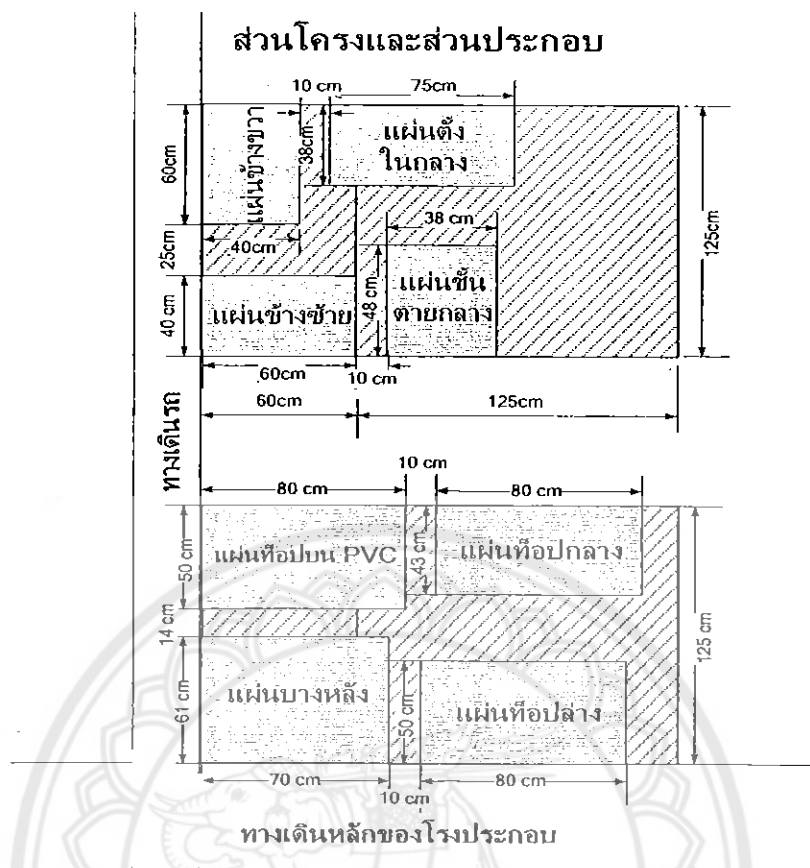 ส่วนโครงและส่วนประกอบ
10 cm
75cm
60cm
แผ่นข้างขวา
38cm
แผ่นตั้ง
ในกลาง
125cm
38 cm
40cm
25cm
40 cm
แผ่นข้างซ้าย
48 cm
แผ่นชั้น
ตายกลาง
60cm
10 cm
60cm
125cm
ทางเดินรถ
10 cm
80 cm
80 cm
50 cm
แผ่นท๊อปบน PVC
43 cm
แผ่นท๊อปกลาง
14 cm
125 cm
61 cm
แผ่นบางหลัง
50 cm
แผ่นท๊อปล่าง
70 cm
80 cm
10 cm
ทางเดินหลักของโรงประกอบ